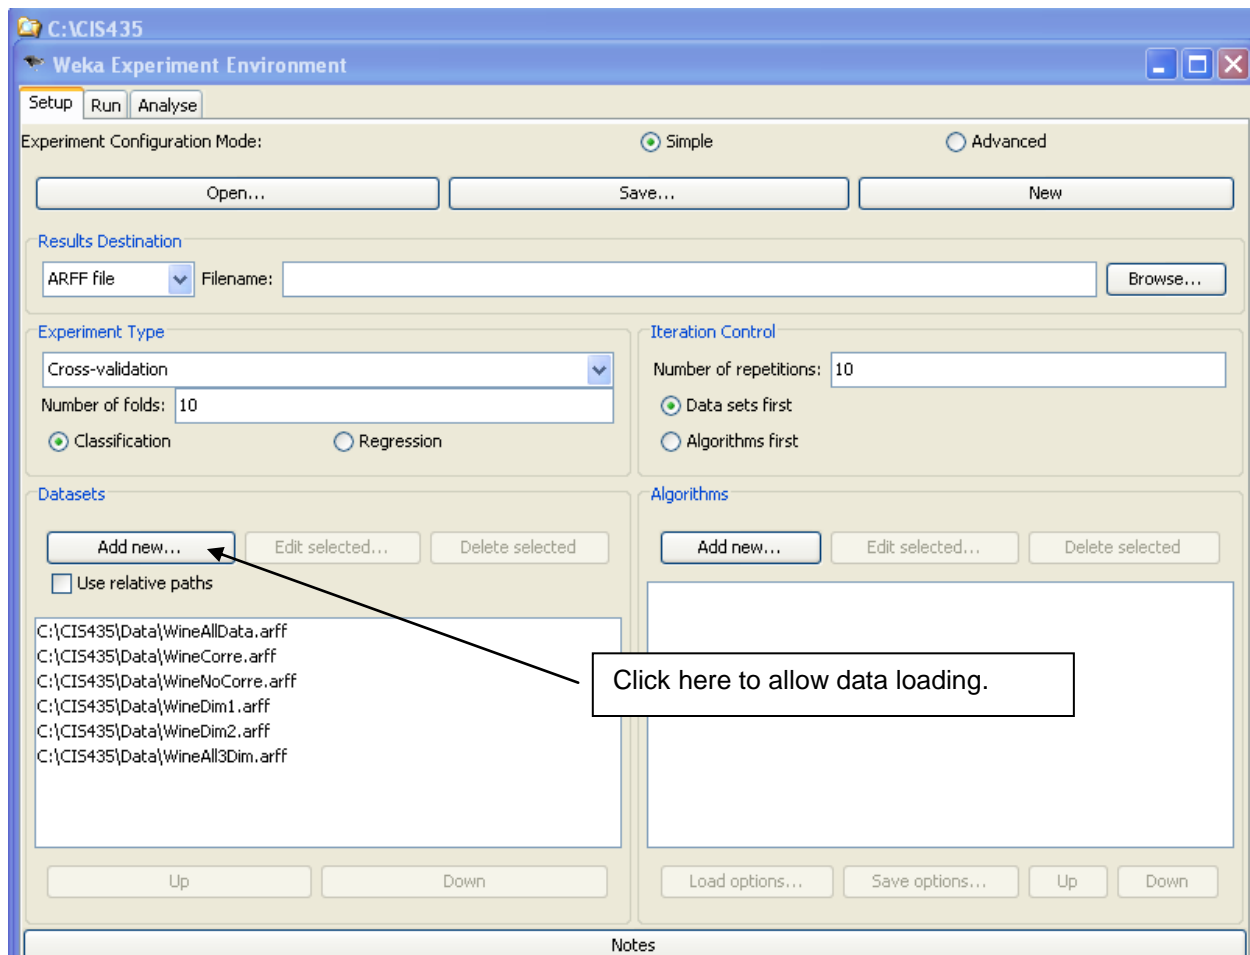 C:\CIS435
Weka Experiment Environment
Setup Run Analyse
Experiment Configuration Mode: Simple Advanced
Open... Save... New
Results Destination
ARFF file Filename: Browse...
Experiment Type
Cross-validation
Number of folds: 10
Classification Regression
Iteration Control
Number of repetitions: 10
Data sets first
Algorithms first
Datasets
Add new... Edit selected... Delete selected
Use relative paths
C:\CIS435\Data\WineAllData.arff
C:\CIS435\Data\WineCorre.arff
C:\CIS435\Data\WineNoCorre.arff
C:\CIS435\Data\WineDim1.arff
C:\CIS435\Data\WineDim2.arff
C:\CIS435\Data\WineAll3Dim.arff
Up Down
Algorithms
Add new... Edit selected... Delete selected
Click here to allow data loading.
Load options... Save options... Up Down
Notes